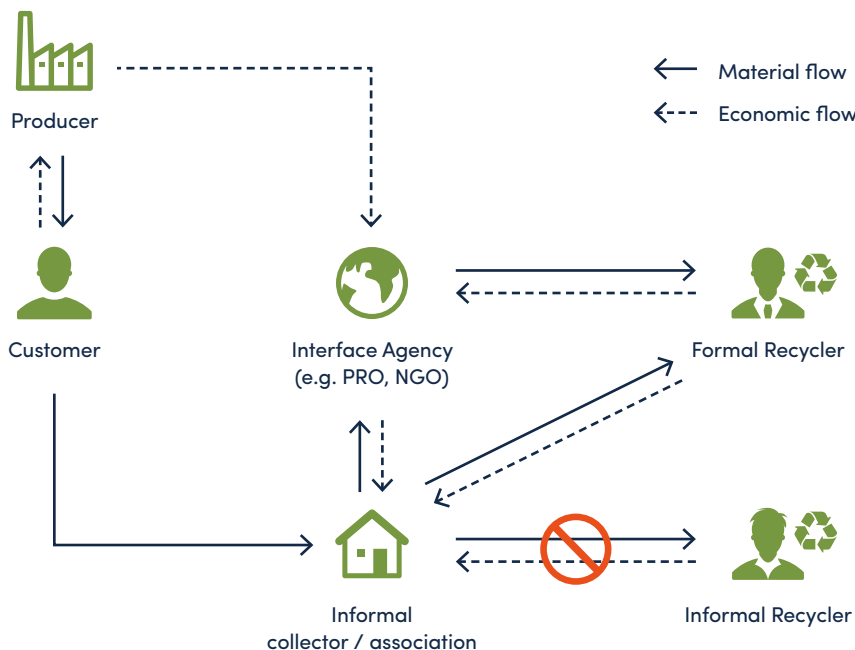 Material flow
Economic flow
Producer
Customer
Interface Agency
(e.g. PRO, NGO)
Formal Recycler
Informal
collector / association
Informal Recycler